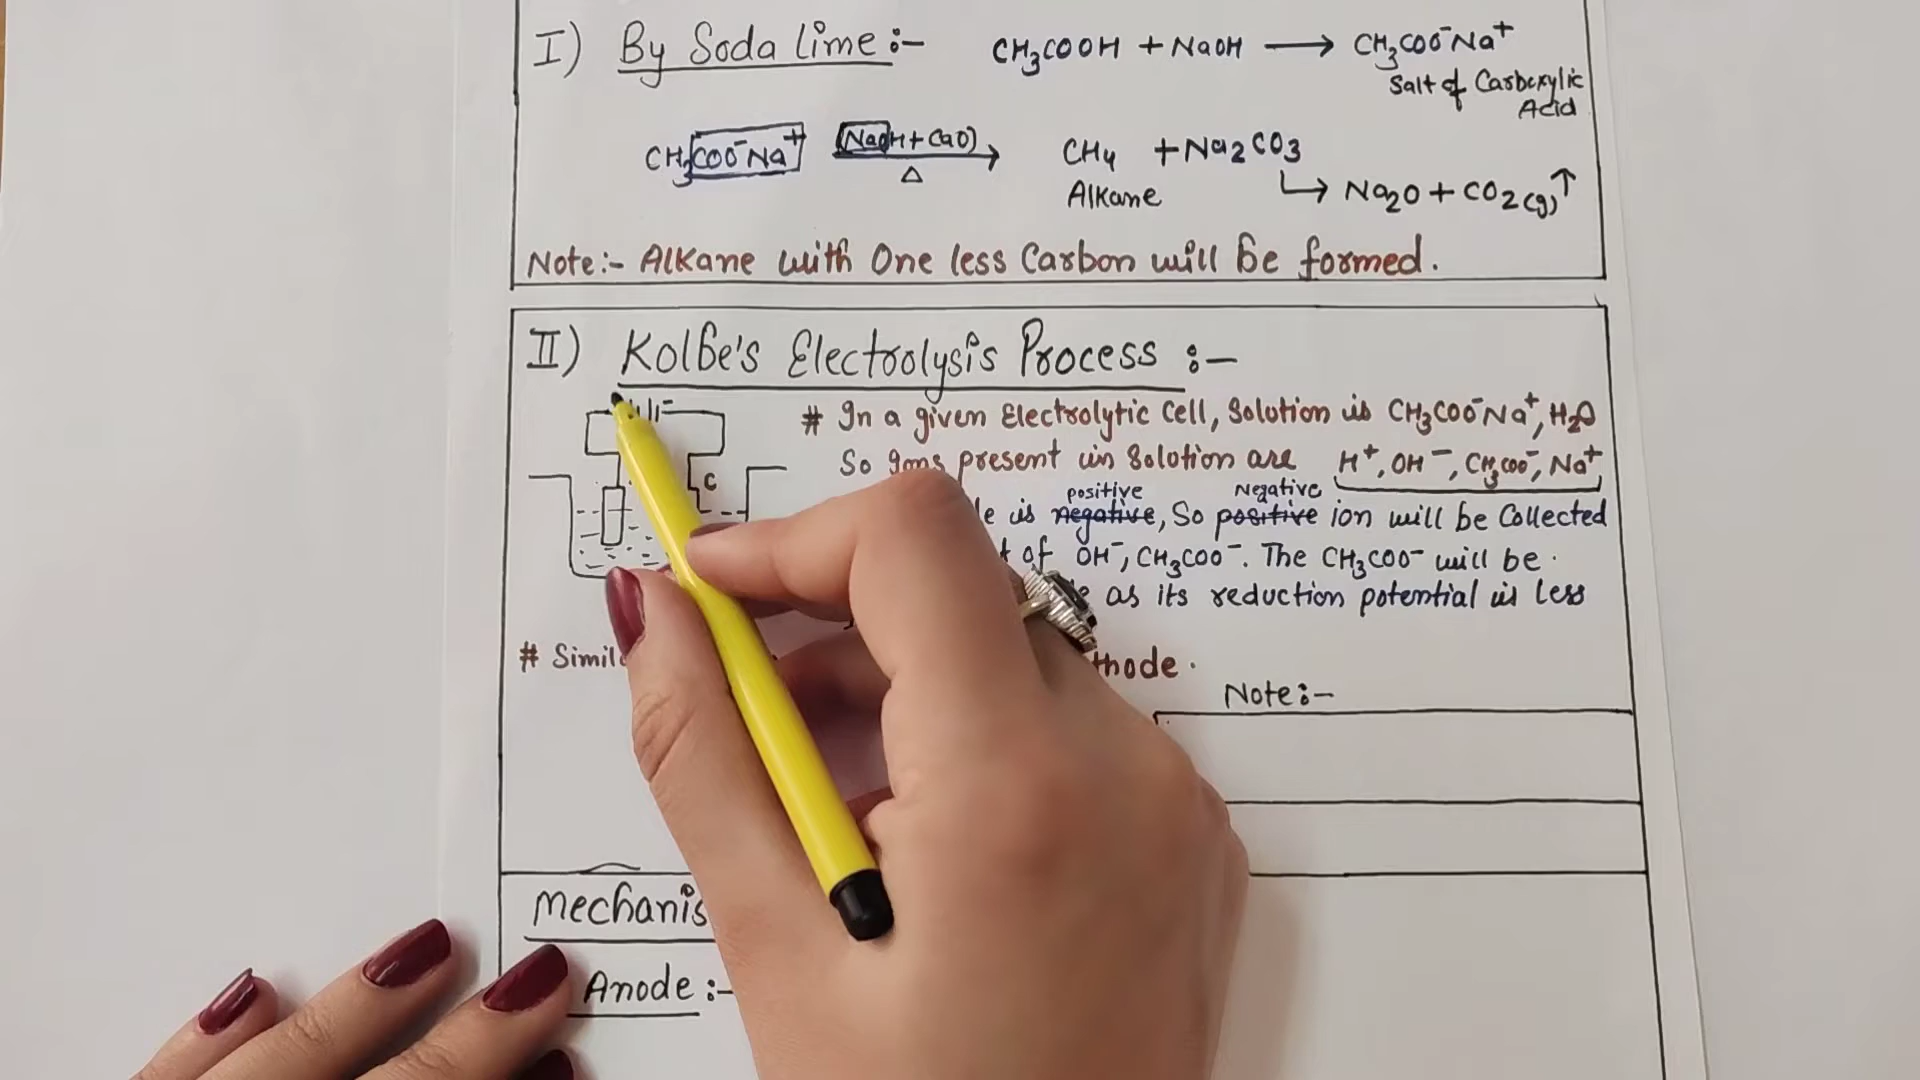 I) By Soda lime :- CH3COOH + NaOH → CH3COO⁻Na⁺
Salt of Carboxylic
Acid
CH3COO⁻Na⁺ (NaOH + CaO) → CH4 + Na2CO3
Δ
Alkane ↳ Na2O + CO2(g)↑
Note:- Alkane with One less Carbon will be formed.
II) Kolbe's Electrolysis Process :-
# In a given Electrolytic Cell, Solution is CH3COO⁻Na⁺, H2O
So Ions present in Solution are H⁺, OH⁻, CH3COO⁻, Na⁺
C
positive Negative
is negative, So positive ion will be Collected
of OH⁻, CH3COO⁻. The CH3COO⁻ will be
as its reduction potential is less
#
Note:-
Anode :-